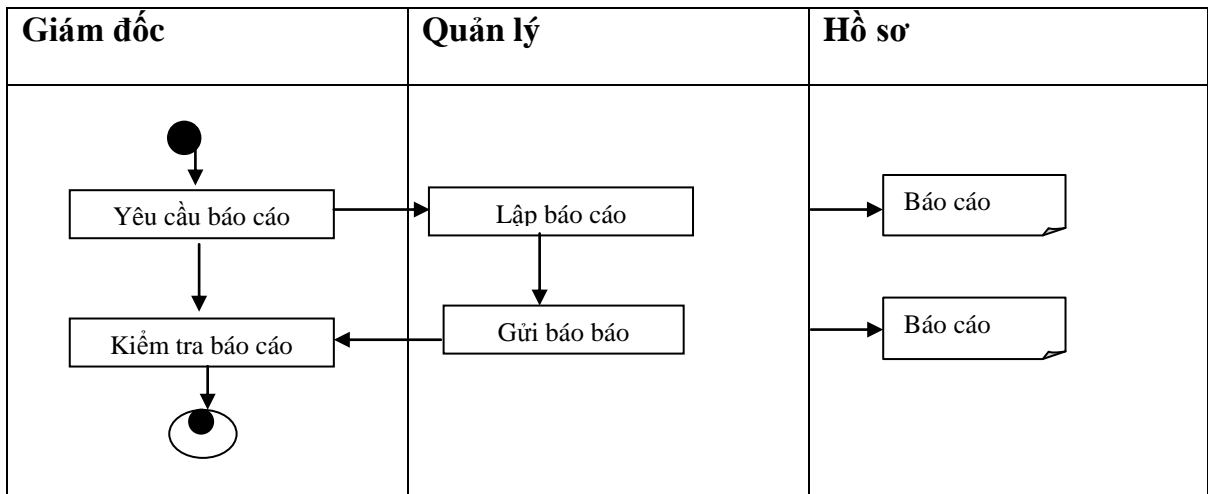 Giám đốc
Quản lý
Hồ sơ
Yêu cầu báo cáo
Lập báo cáo
Báo cáo
Kiểm tra báo cáo
Gửi báo báo
Báo cáo